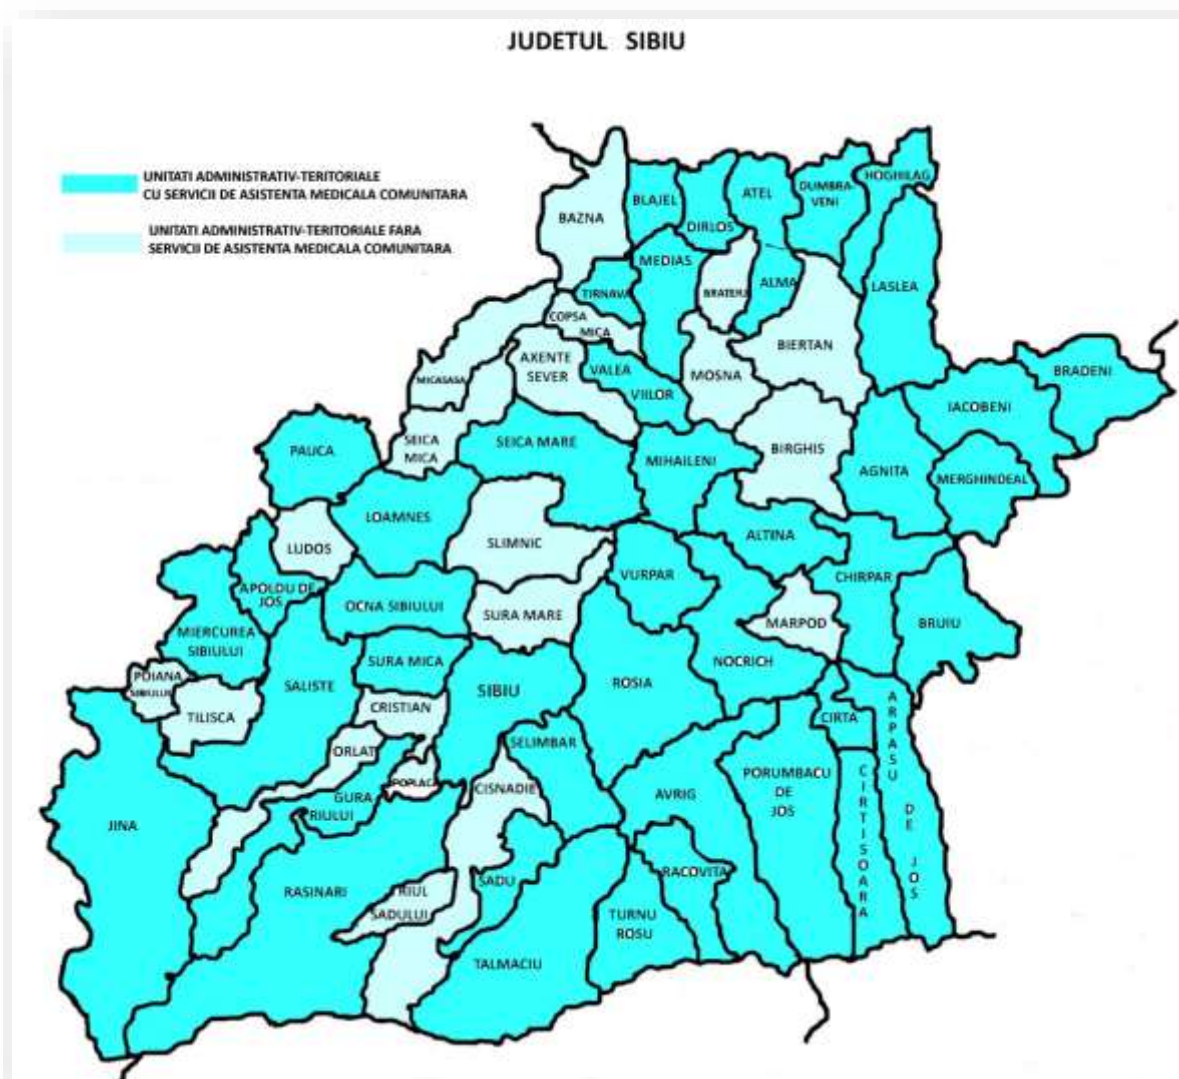 JUDETUL SIBIU
UNITATI ADMINISTRATIV-TERITORIALE
CU SERVICII DE ASISTENTA MEDICALA COMUNITARA
UNITATI ADMINISTRATIV-TERITORIALE FARA
SERVICII DE ASISTENTA MEDICALA COMUNITARA
BAZNA
BLAJEL
DIRLOS
ATEL
DUMBRA-
VENI
HOGHILAG
MEDIAS
TIRNAVA
ALMA
LASLEA
COPSA
MICA
BIERTAN
MICASASA
AXENTE
SEVER
VALEA
VIILOR
MOSNA
BRADENI
IACOBENI
PAUCA
SEICA
MICA
SEICA MARE
MIHAILENI
BIRGHIS
AGNITA
MERGHINDEAL
LOAMNES
LUDOS
SLIMNIC
ALTINA
APOLDU DE
JOS
OCNA SIBIULUI
SURA MARE
VURPAR
CHIRPAR
MARPOD
BRUIU
MIERCUREA
SIBIULUI
POIANA
SIBIULUI
TILISCA
SALISTE
SURA MICA
CRISTIAN
SIBIU
ROSIA
NOCRICH
ORLAT
POPLACA
SELIMBAR
CISNADIE
CIRTA
ARPASU DE JOS
CIRTISOARA
PORUMBACU
DE
JOS
AVRIG
JINA
GURA
RIULUI
RASINARI
RIUL
SADULUI
SADU
RACOVITA
TURNU
ROSU
TALMACIU